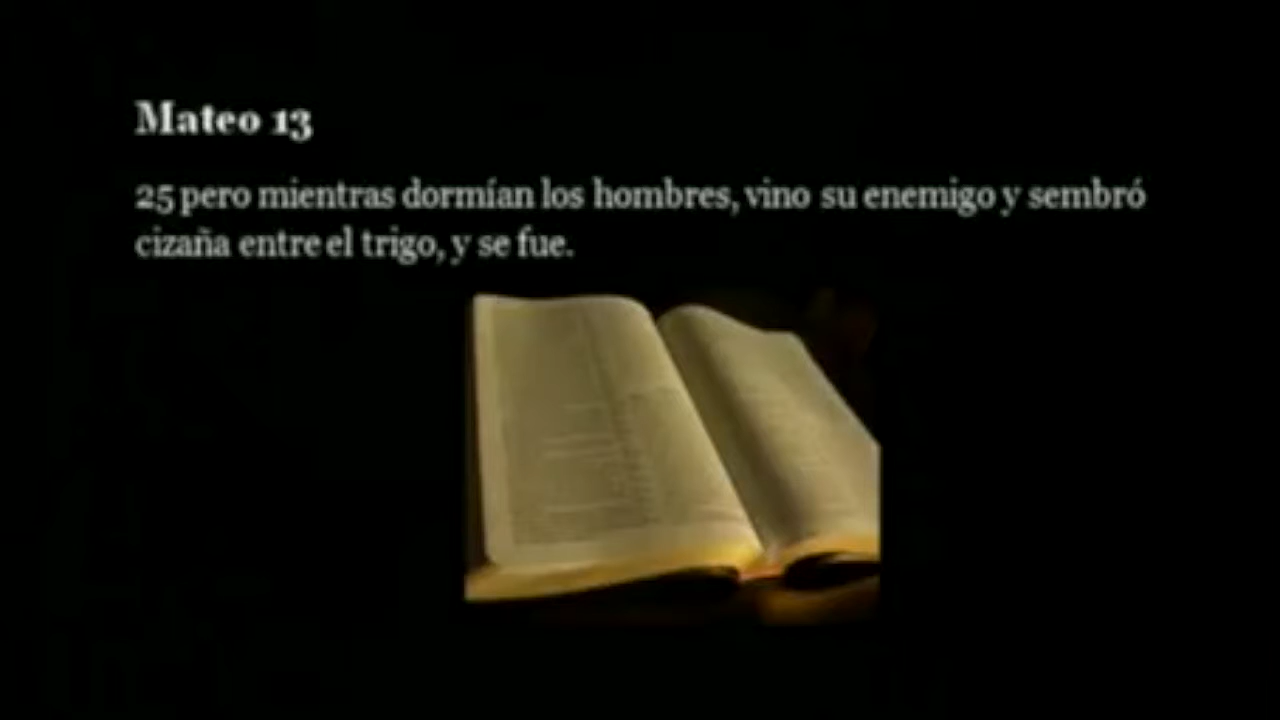 Mateo 13
25 pero mientras dormían los hombres, vino su enemigo y sembró
cizaña entre el trigo, y se fue.